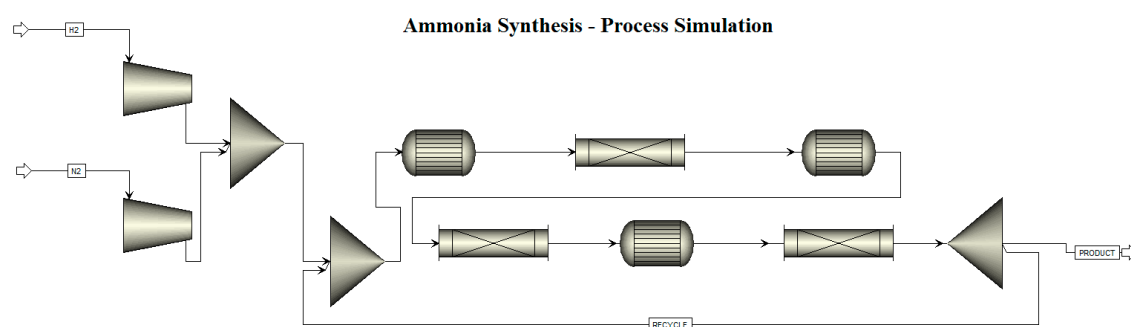 Ammonia Synthesis - Process Simulation
H2
N2
PRODUCT
RECYCLE